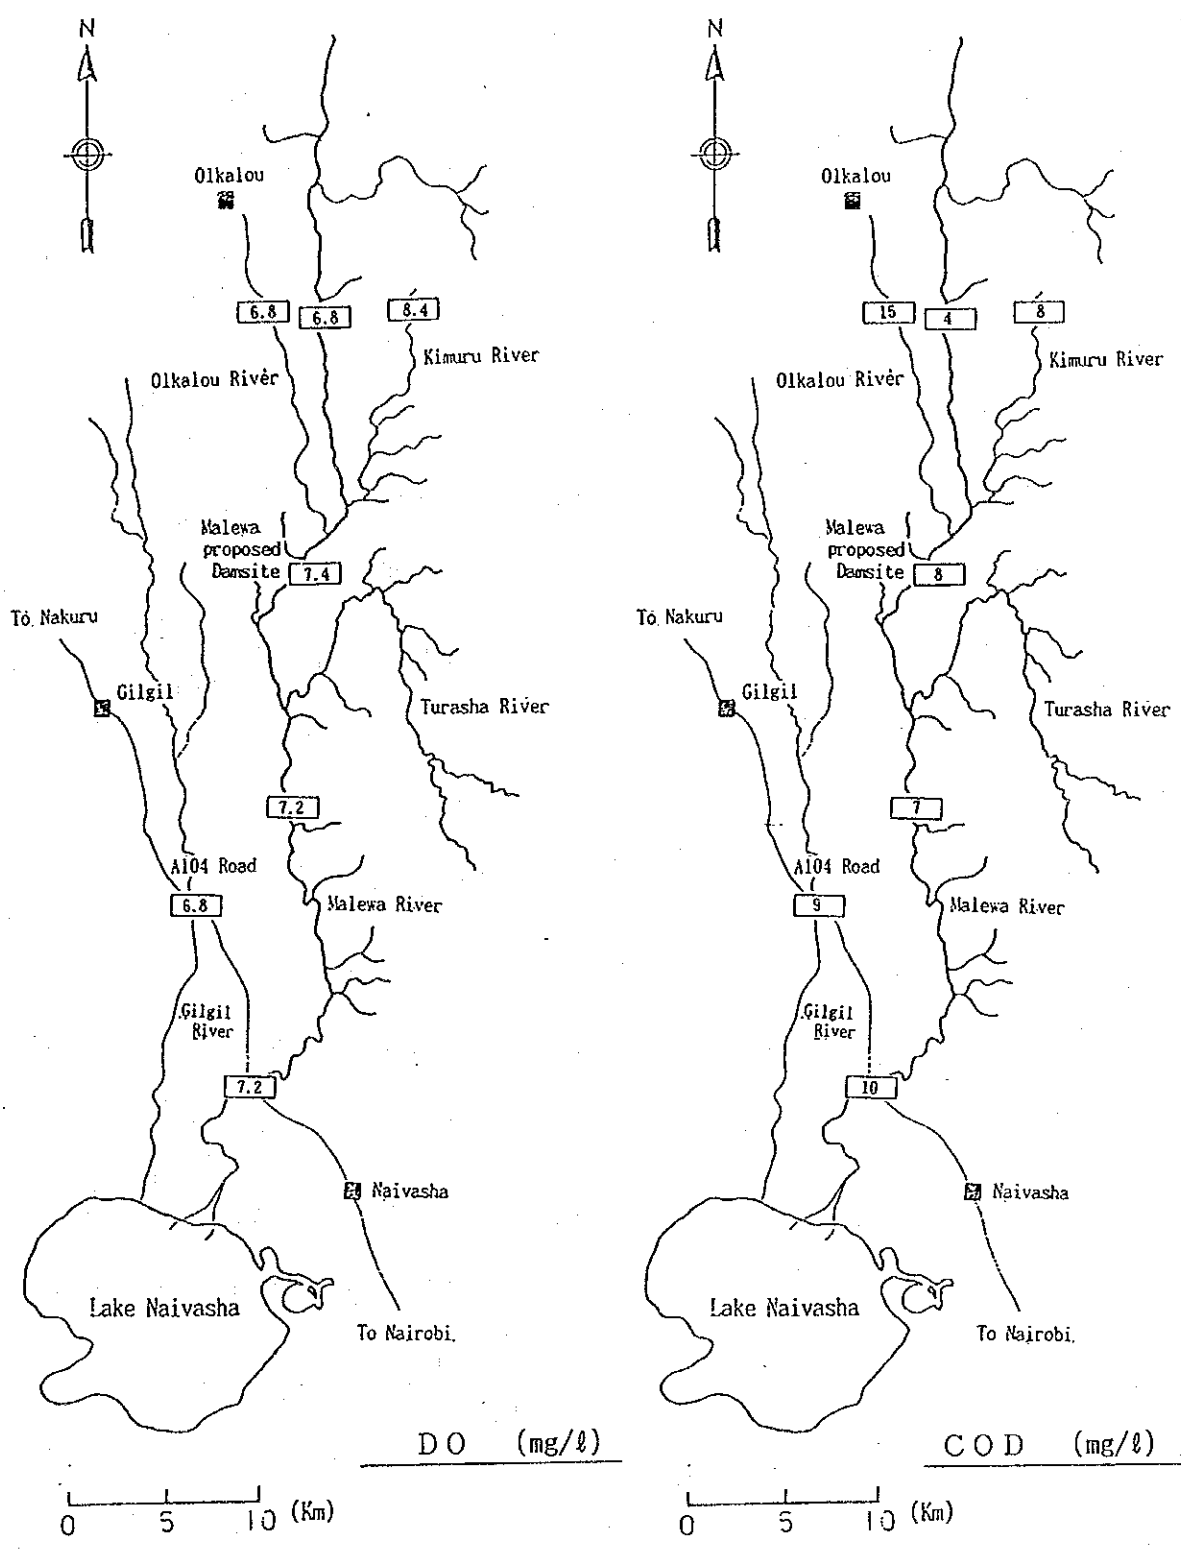 N
Olkalou
6.8
6.8
8.4
Kimuru River
Olkalou River
Malewa
proposed
Damsite
7.4
To Nakuru
Gilgil
Turasha River
7.2
A104 Road
6.8
Malewa River
Gilgil
River
7.2
Naivasha
Lake Naivasha
To Nairobi.
DO (mg/ℓ)
0 5 10 (Km)
N
Olkalou
15
4
8
Kimuru River
Olkalou River
Malewa
proposed
Damsite
8
To Nakuru
Gilgil
Turasha River
7
A104 Road
9
Malewa River
Gilgil
River
10
Naivasha
Lake Naivasha
To Nairobi.
COD (mg/ℓ)
0 5 10 (Km)